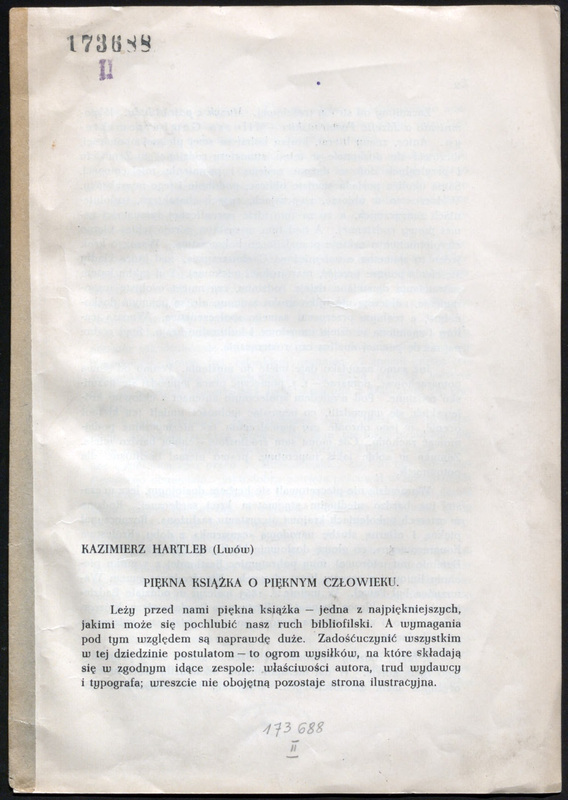 173688
II
KAZIMIERZ HARTLEB (Lwów)
PIĘKNA KSIĄŻKA O PIĘKNYM CZŁOWIEKU.
Leży przed nami piękna książka – jedna z najpiękniejszych,
jakimi może się pochlubić nasz ruch bibliofilski. A wymagania
pod tym względem są naprawdę duże. Zadośćuczynić wszystkim
w tej dziedzinie postulatom – to ogrom wysiłków, na które składają
się w zgodnym idące zespole: właściwości autora, trud wydawcy
i typografa; wreszcie nie obojętną pozostaje strona ilustracyjna.
173688
II